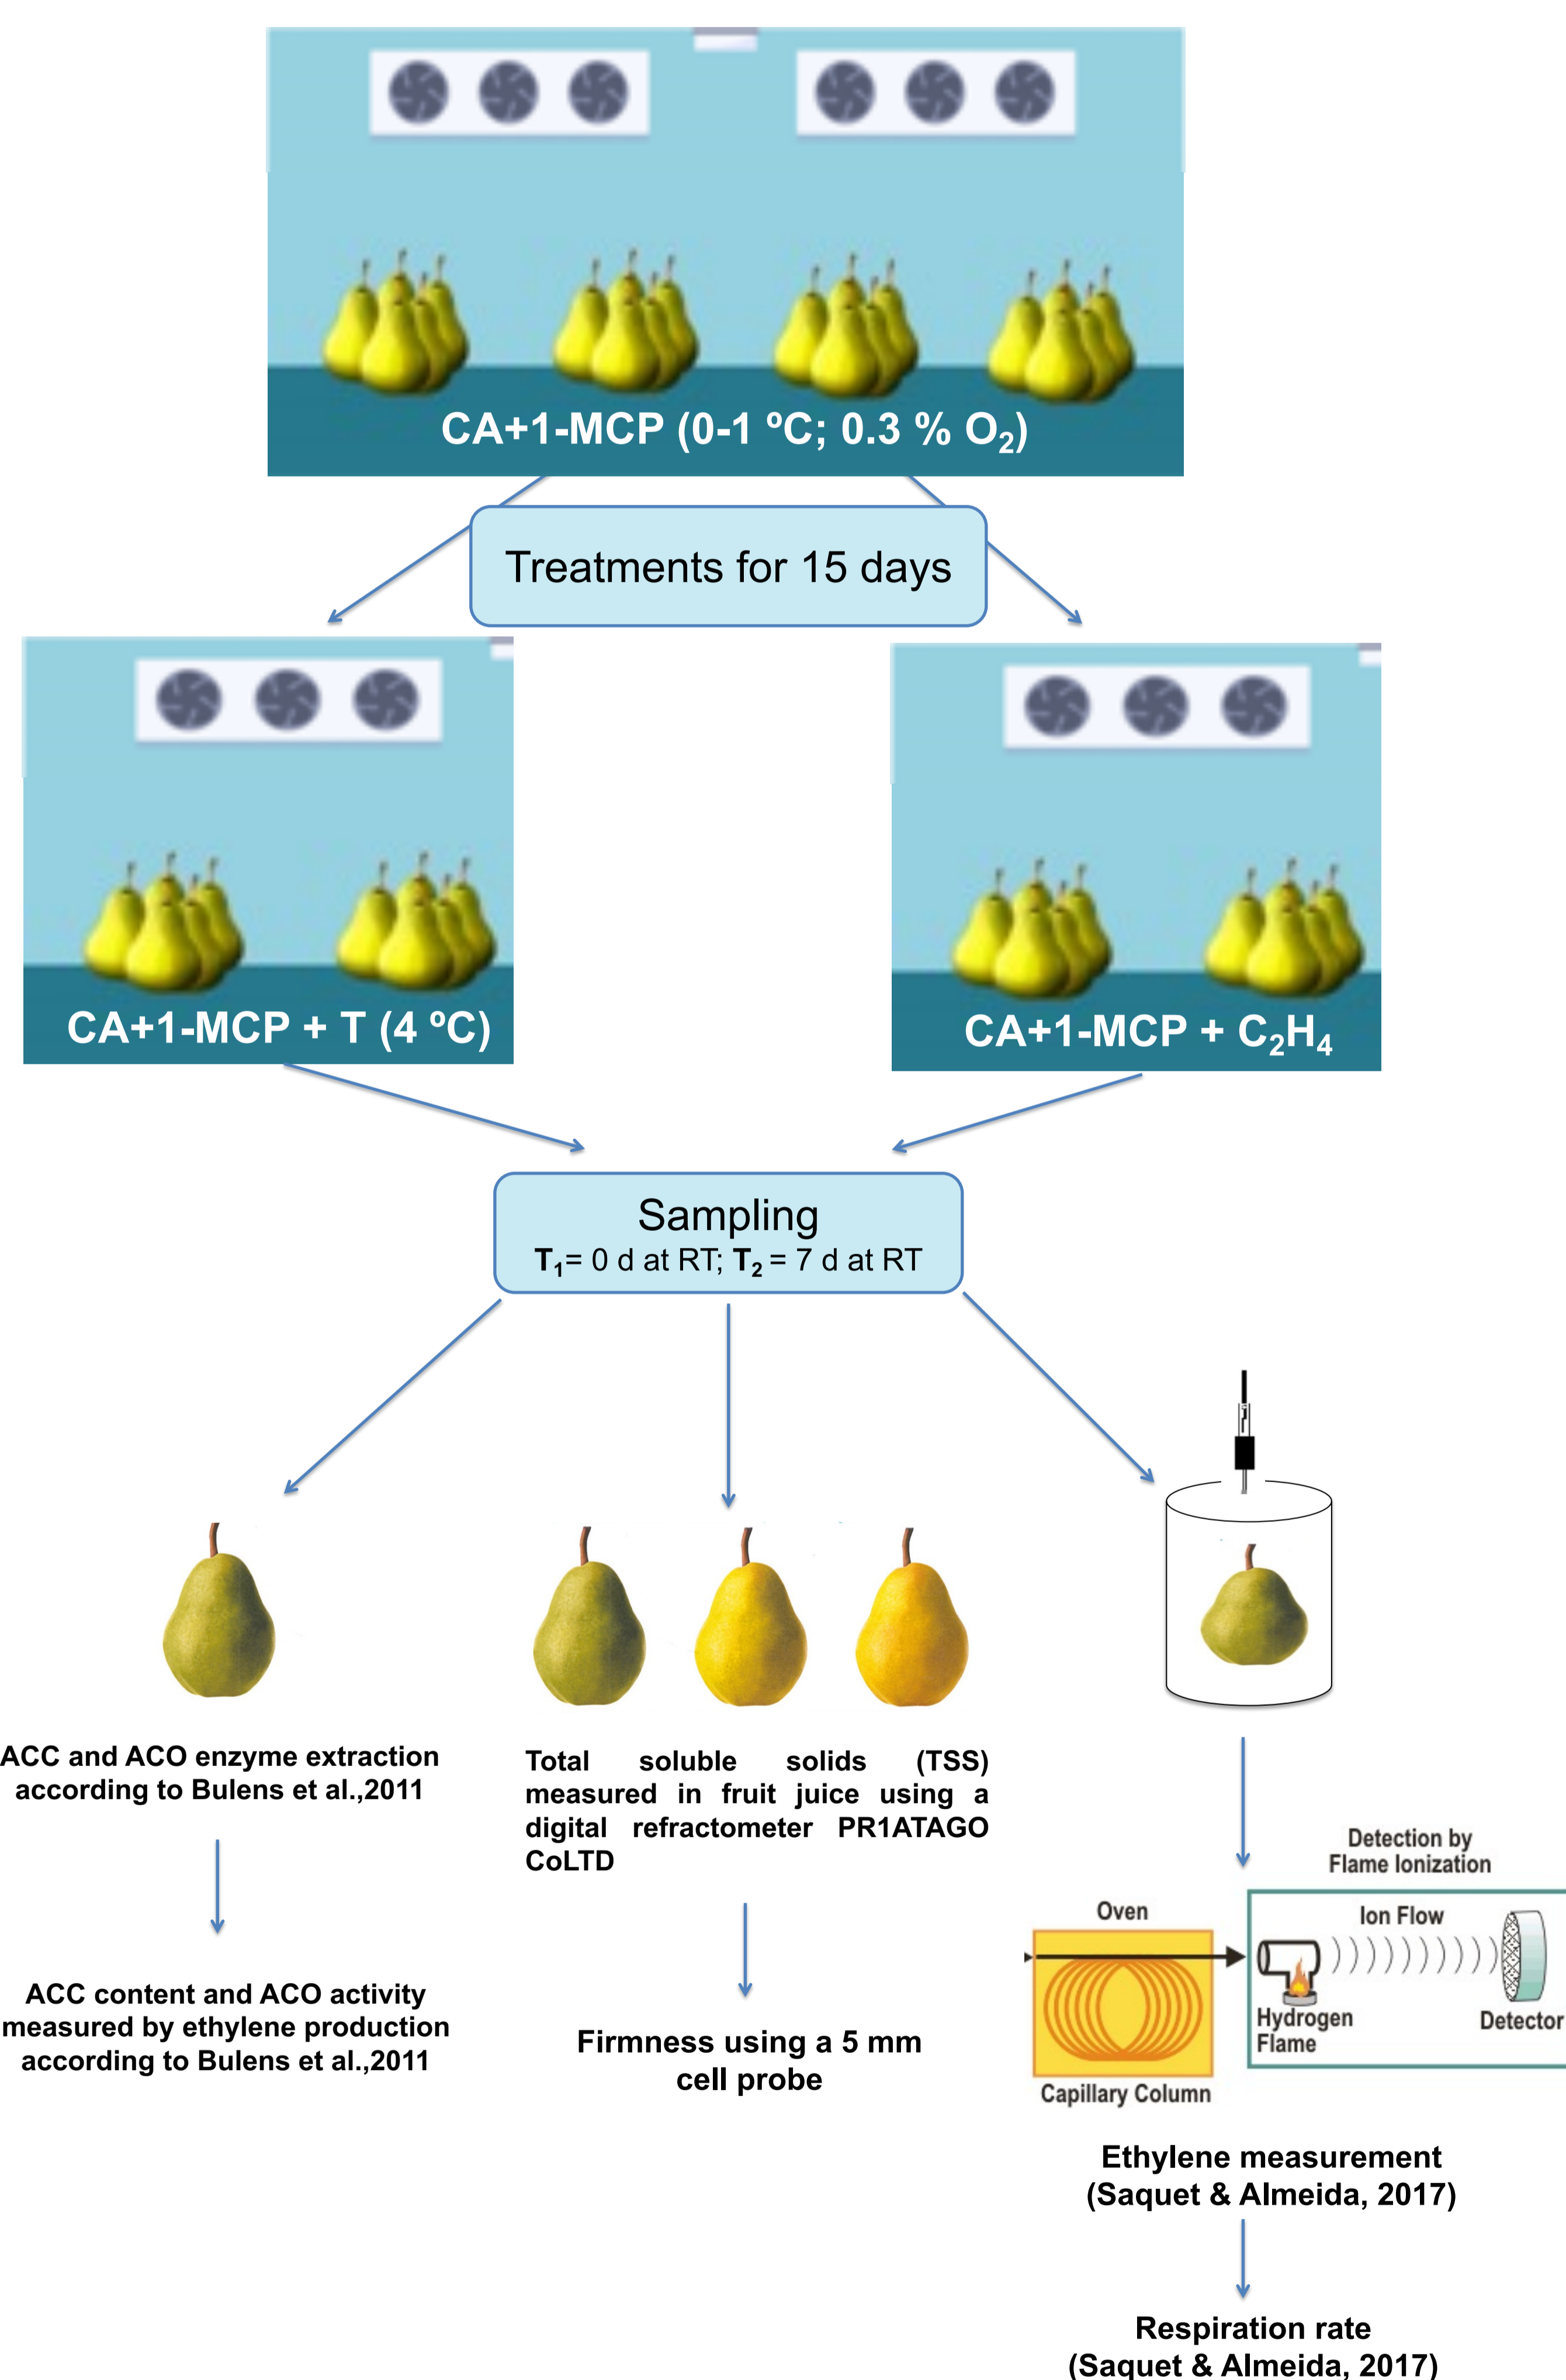 CA+1-MCP (0-1 ºC; 0.3 % O₂)
Treatments for 15 days
CA+1-MCP + T (4 ºC)
CA+1-MCP + C₂H₄
Sampling
T₁= 0 d at RT; T₂ = 7 d at RT
ACC and ACO enzyme extraction
according to Bulens et al.,2011
ACC content and ACO activity
measured by ethylene production
according to Bulens et al.,2011
Total soluble solids (TSS)
measured in fruit juice using a
digital refractometer PR1ATAGO
CoLTD
Firmness using a 5 mm
cell probe
Detection by
Flame Ionization
Oven
Ion Flow
Hydrogen
Flame
Detector
Capillary Column
Ethylene measurement
(Saquet & Almeida, 2017)
Respiration rate
(Saquet & Almeida, 2017)